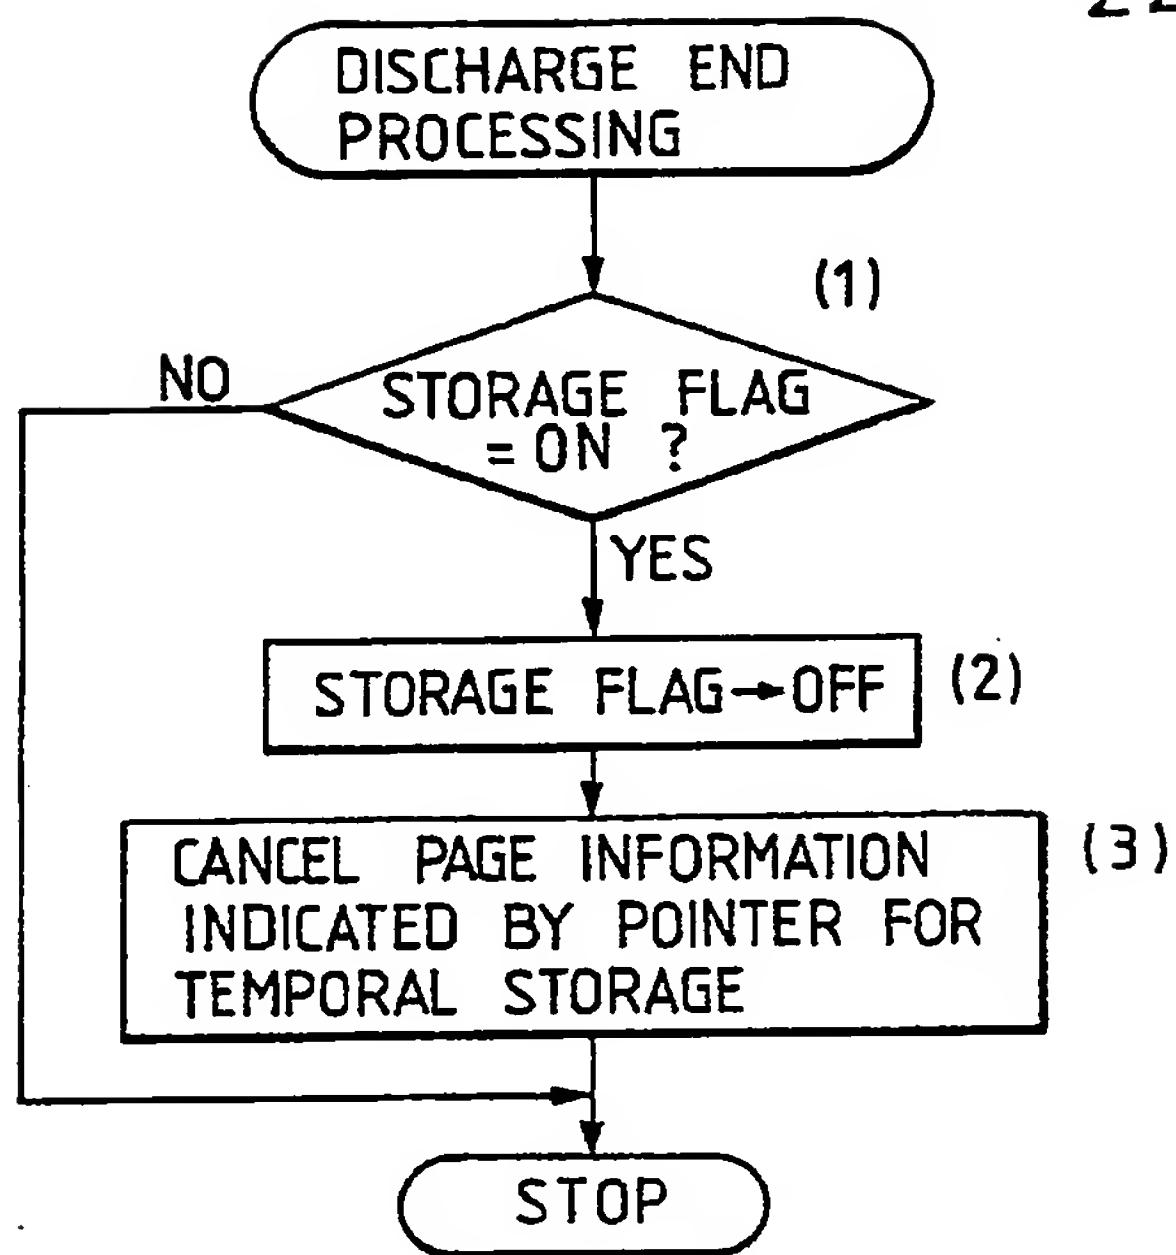 DISCHARGE END
PROCESSING
(1)
NO
STORAGE FLAG
= ON ?
YES
STORAGE FLAG→OFF
(2)
CANCEL PAGE INFORMATION
INDICATED BY POINTER FOR
TEMPORAL STORAGE
(3)
STOP